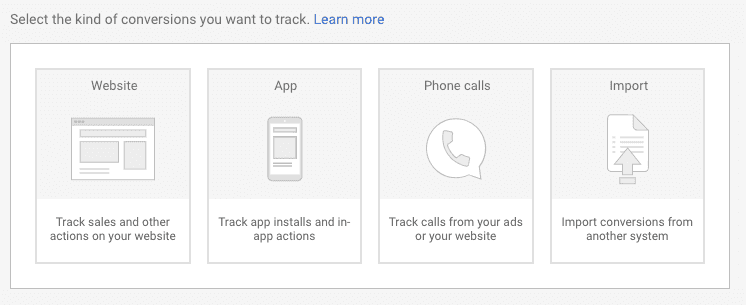 Select the kind of conversions you want to track. Learn more
Website
Track sales and other
actions on your website
App
Track app installs and in-
app actions
Phone calls
Track calls from your ads
or your website
Import
Import conversions from
another system